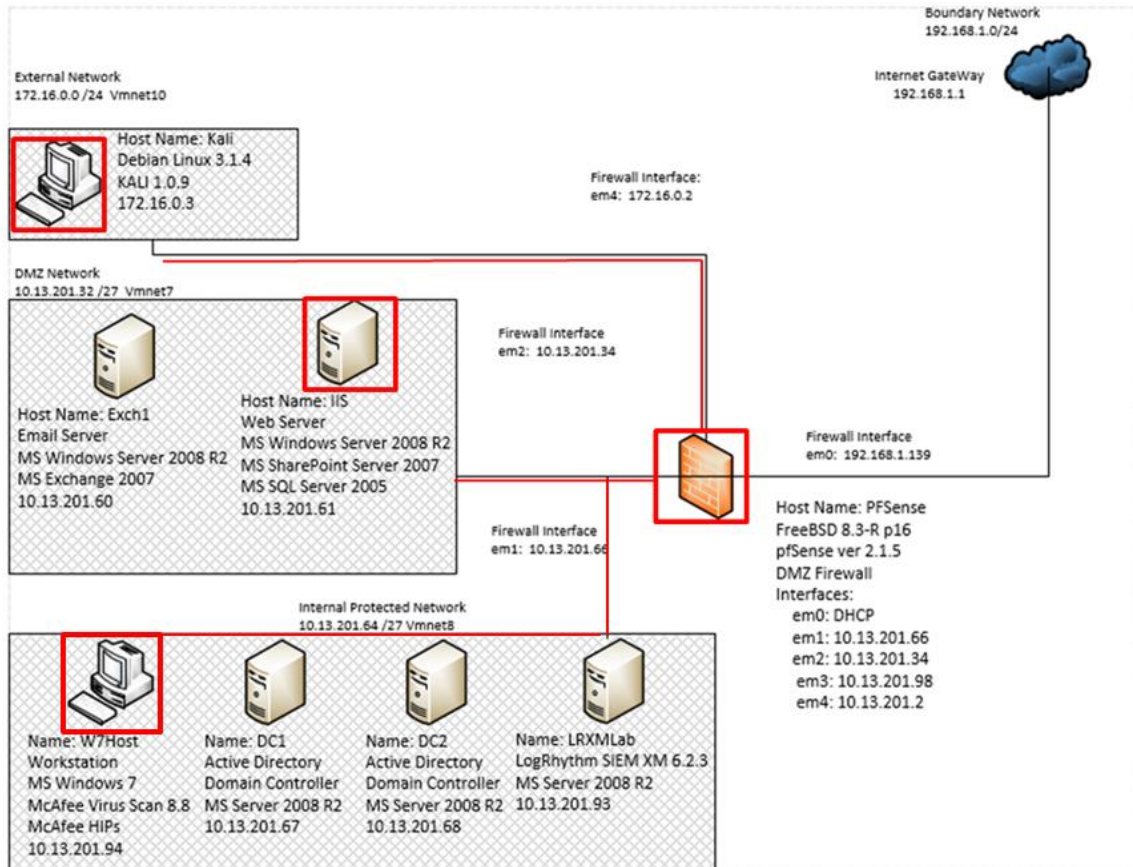 Boundary Network
192.168.1.0/24
Internet GateWay
192.168.1.1
External Network
172.16.0.0 /24 Vmnet10
Host Name: Kali
Debian Linux 3.1.4
KALI 1.0.9
172.16.0.3
Firewall Interface:
em4: 172.16.0.2
DMZ Network
10.13.201.32 /27 Vmnet7
Host Name: Exch1
Email Server
MS Windows Server 2008 R2
MS Exchange 2007
10.13.201.60
Host Name: IIS
Web Server
MS Windows Server 2008 R2
MS SharePoint Server 2007
MS SQL Server 2005
10.13.201.61
Firewall Interface
em2: 10.13.201.34
Firewall Interface
em0: 192.168.1.139
Firewall Interface
em1: 10.13.201.66
Host Name: PFSense
FreeBSD 8.3-R p16
pfSense ver 2.1.5
DMZ Firewall
Interfaces:
em0: DHCP
em1: 10.13.201.66
em2: 10.13.201.34
em3: 10.13.201.98
em4: 10.13.201.2
Internal Protected Network
10.13.201.64 /27 Vmnet8
Name: W7Host
Workstation
MS Windows 7
McAfee Virus Scan 8.8
McAfee HIPs
10.13.201.94
Name: DC1
Active Directory
Domain Controller
MS Server 2008 R2
10.13.201.67
Name: DC2
Active Directory
Domain Controller
MS Server 2008 R2
10.13.201.68
Name: LRXMLab
LogRhythm SIEM XM 6.2.3
MS Server 2008 R2
10.13.201.93